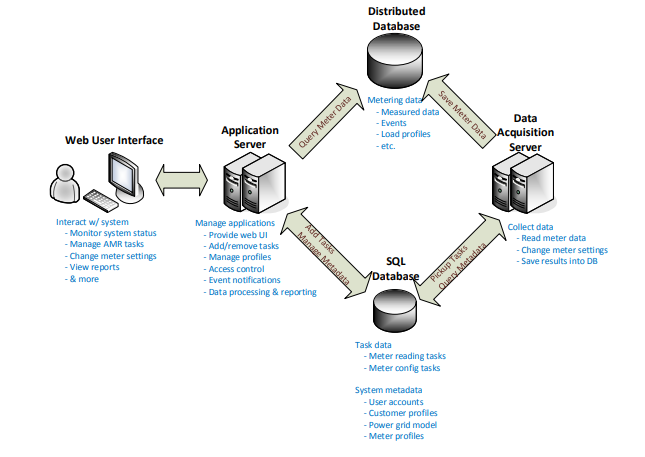 Distributed
Database
Query Meter Data
Save Meter Data
Metering data
- Measured data
- Events
- Load profiles
- etc.
Web User Interface
Interact w/ system
- Monitor system status
- Manage AMR tasks
- Change meter settings
- View reports
- & more
Application
Server
Manage applications
- Provide web UI
- Add/remove tasks
- Manage profiles
- Access control
- Event notifications
- Data processing & reporting
Data
Acquisition
Server
Collect data
- Read meter data
- Change meter settings
- Save results into DB
Add Tasks
Manage Metadata
Pickup Tasks
Query Metadata
SQL
Database
Task data
- Meter reading tasks
- Meter config tasks
System metadata
- User accounts
- Customer profiles
- Power grid model
- Meter profiles